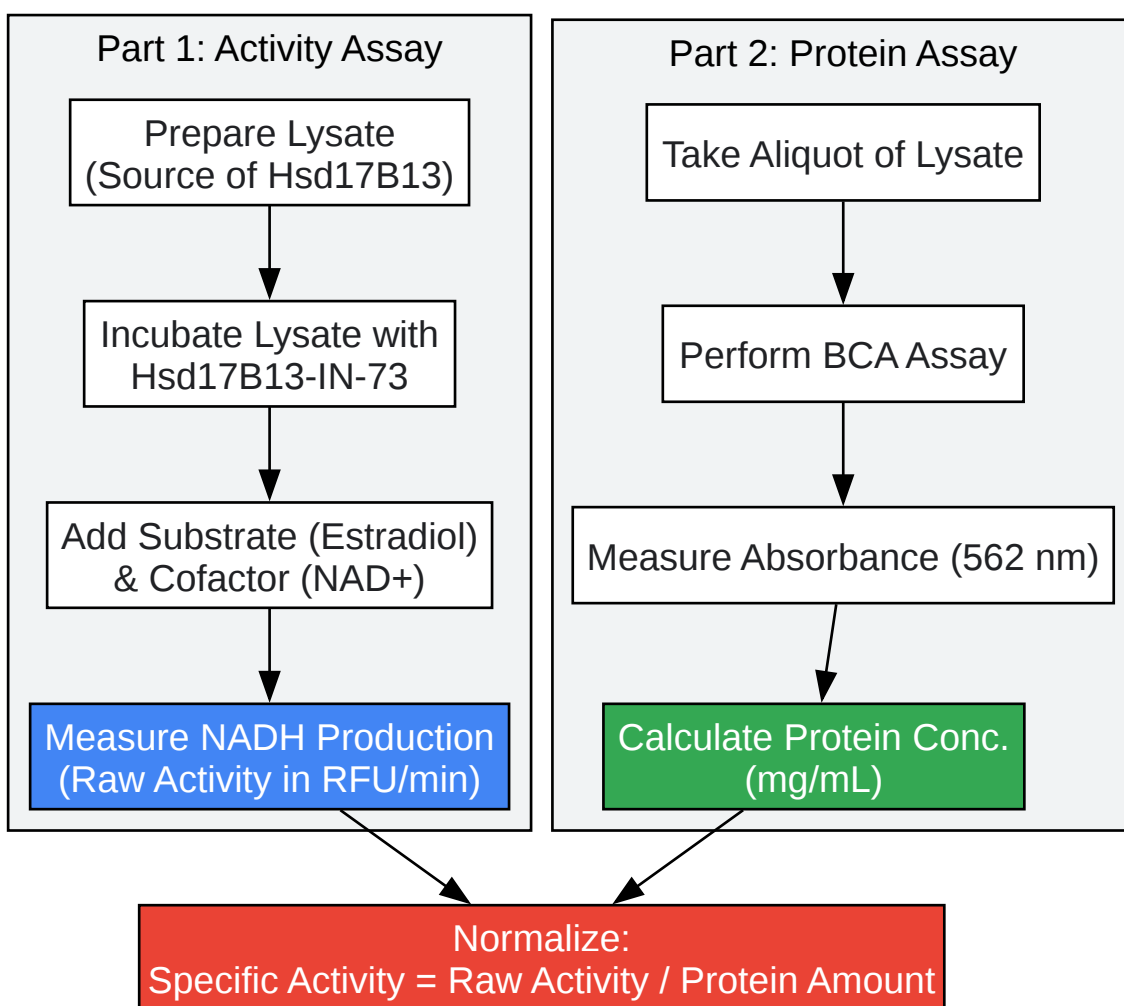 Part 1: Activity Assay
Prepare Lysate
(Source of Hsd17B13)
Incubate Lysate with
Hsd17B13-IN-73
Add Substrate (Estradiol)
& Cofactor (NAD+)
Measure NADH Production
(Raw Activity in RFU/min)
Part 2: Protein Assay
Take Aliquot of Lysate
Perform BCA Assay
Measure Absorbance (562 nm)
Calculate Protein Conc.
(mg/mL)
Normalize:
Specific Activity = Raw Activity / Protein Amount